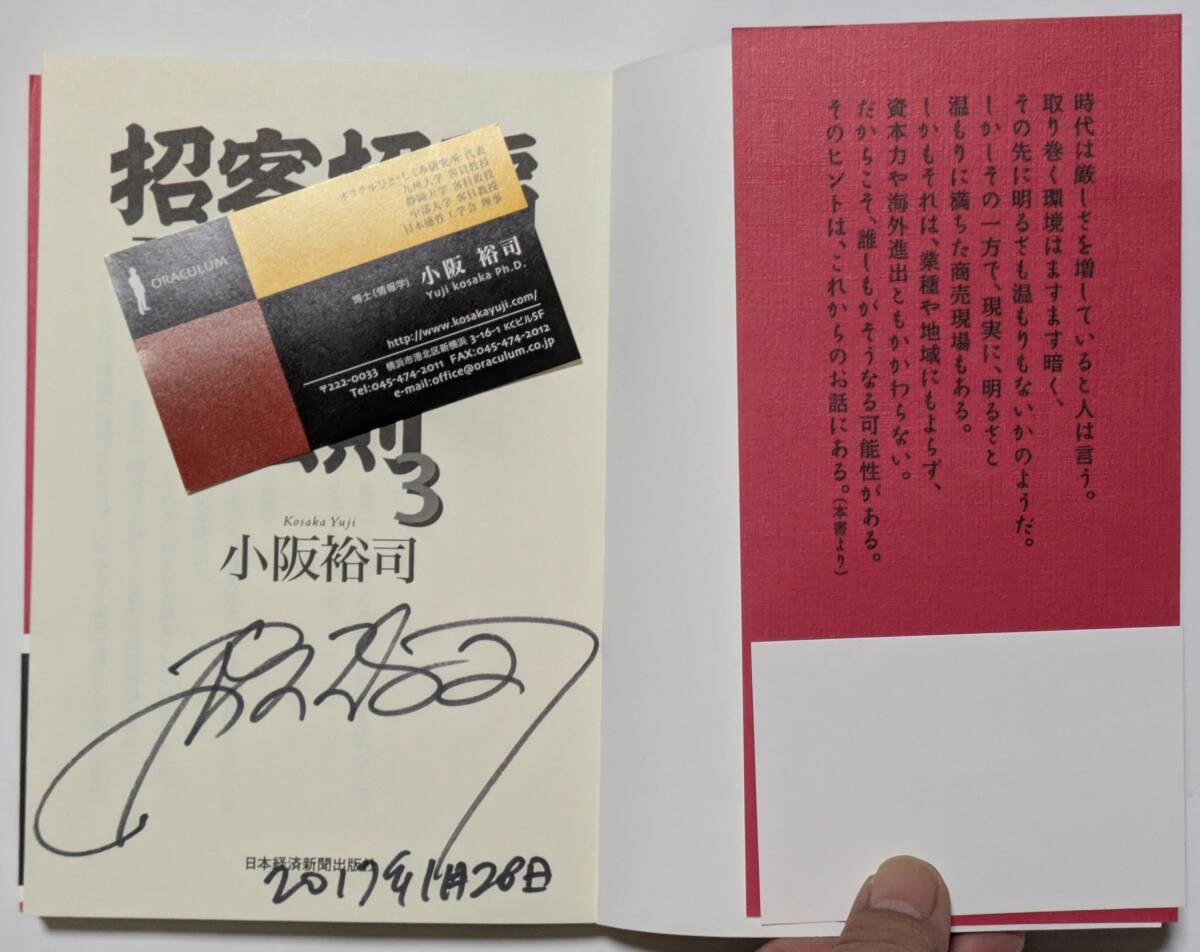 招客招
則
3
Kosaka Yuji
小阪裕司
日本経済新聞出版社
2017年1月28日
オラクルひと・しくみ研究所 代表
九州大学 客員教授
静岡大学 客員教授
中部大学 客員教授
日本感性工学会 理事
ORACULUM
博士(情報学) 小阪 裕司
Yuji Kosaka Ph.D.
http://www.kosakayuji.com/
〒222-0033 横浜市港北区新横浜 3-16-1 KCビル5F
Tel:045-474-2011 FAX:045-474-2012
e-mail:office@oraculum.co.jp
時代は厳しさを増していると人は言う。
取り巻く環境はますます暗く、
その先に明るさも温もりもないかのようだ。
しかしその一方で、現実に、明るさと
温もりに満ちた商売現場もある。
しかもそれは、業種や地域にもよらず、
資本力や海外進出ともかかわらない。
だからこそ、誰しもがそうなる可能性がある。
そのヒントは、これからのお話にある。(本書より)